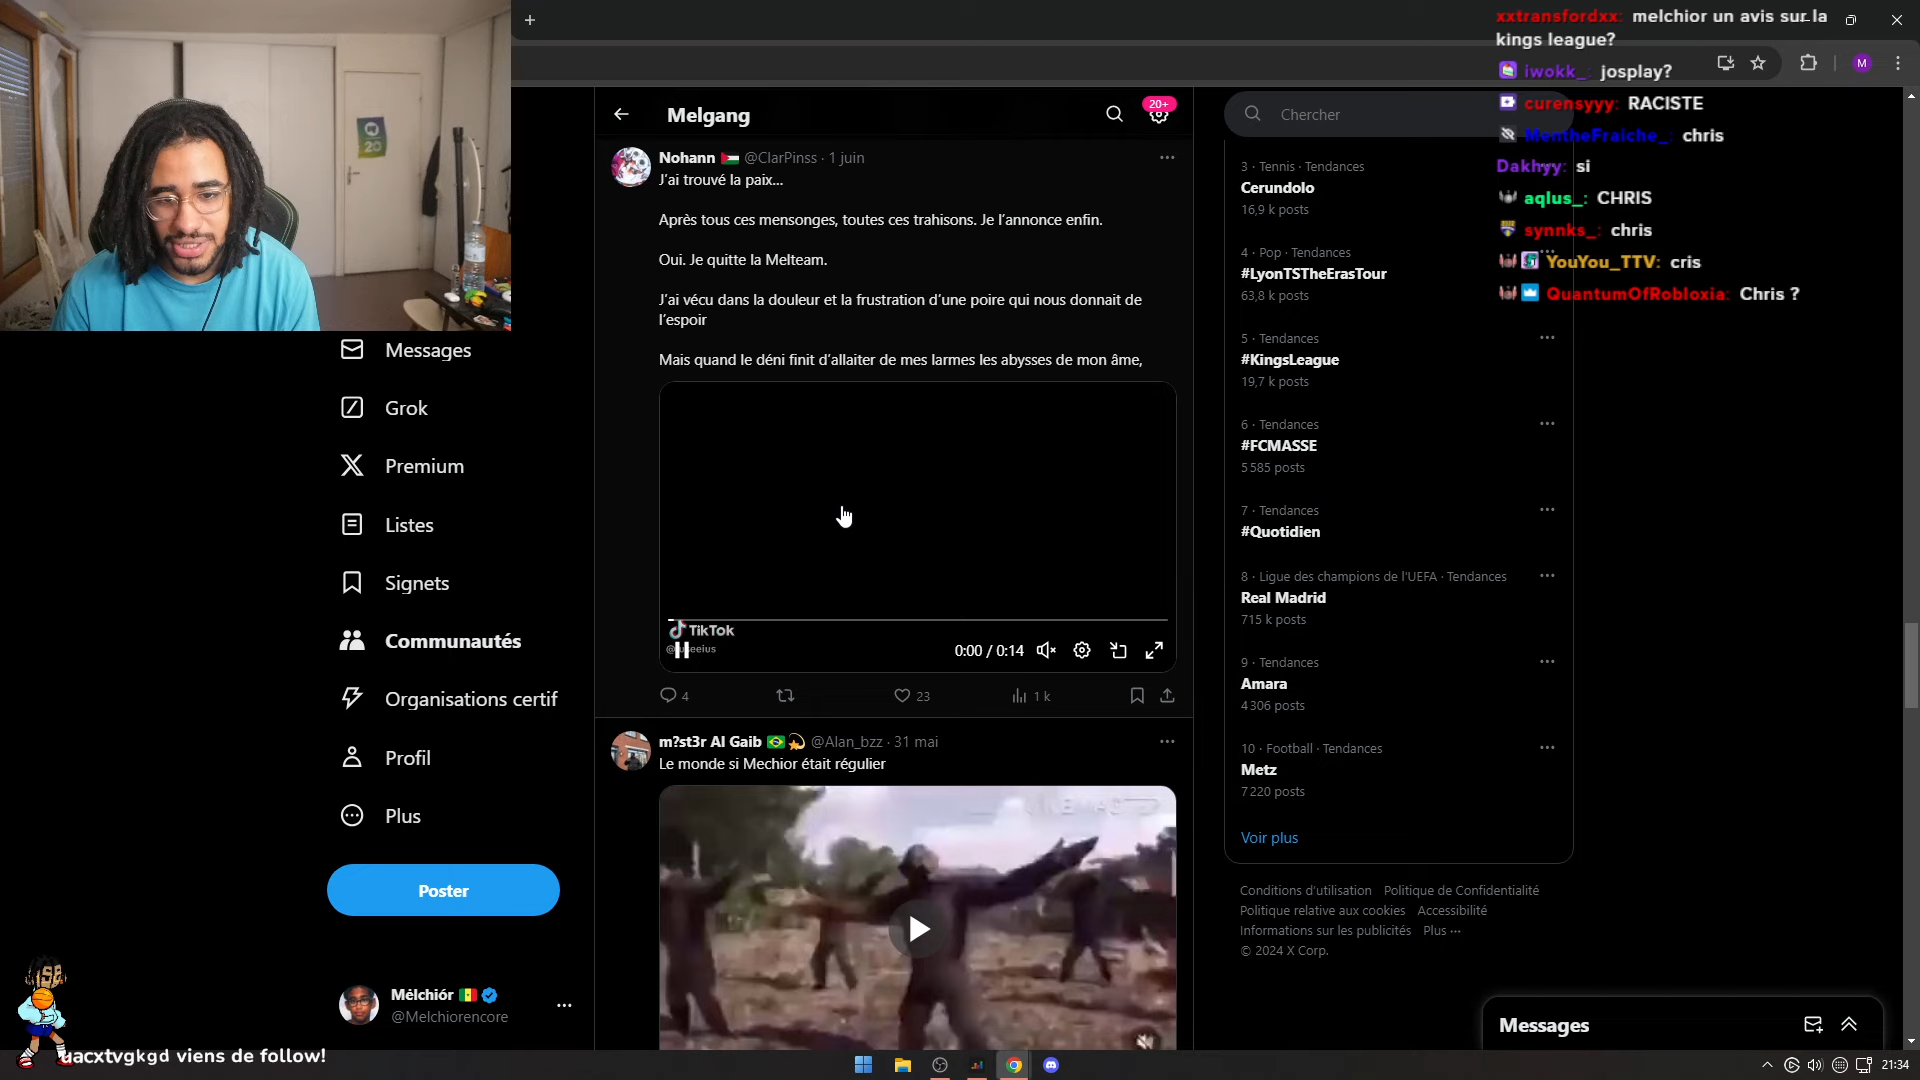 xxtransfordxx: melchior un avis sur la
kings league?
iwokk_: josplay?
curensyyy: RACISTE
MentheFraiche_: chris
Dakhyy: si
aqlus_: CHRIS
synnks_: chris
YouYou_TTV: cris
QuantumOfRobloxia: Chris ?
M
20
Messages
Grok
Premium
Listes
Signets
Communautés
Organisations certif
Profil
Plus
Poster
Mélchiór
@Melchiorencore
uacxtvgkgd viens de follow!
Melgang
20+
Nohann @ClarPinss · 1 juin
J'ai trouvé la paix...
Après tous ces mensonges, toutes ces trahisons. Je l'annonce enfin.
Oui. Je quitte la Melteam.
J'ai vécu dans la douleur et la frustration d'une poire qui nous donnait de
l'espoir
Mais quand le déni finit d'allaiter de mes larmes les abysses de mon âme,
TikTok
0:00 / 0:14
4
23
1 k
m?st3r Al Gaib @Alan_bzz · 31 mai
Le monde si Mechior était régulier
Chercher
3 · Tennis · Tendances
Cerundolo
16,9 k posts
4 · Pop · Tendances
#LyonTSTheErasTour
63,8 k posts
5 · Tendances
#KingsLeague
19,7 k posts
6 · Tendances
#FCMASSE
5 585 posts
7 · Tendances
#Quotidien
8 · Ligue des champions de l'UEFA · Tendances
Real Madrid
715 k posts
9 · Tendances
Amara
4 306 posts
10 · Football · Tendances
Metz
7 220 posts
Voir plus
Conditions d'utilisation Politique de Confidentialité
Politique relative aux cookies Accessibilité
Informations sur les publicités Plus ···
© 2024 X Corp.
Messages
21:34